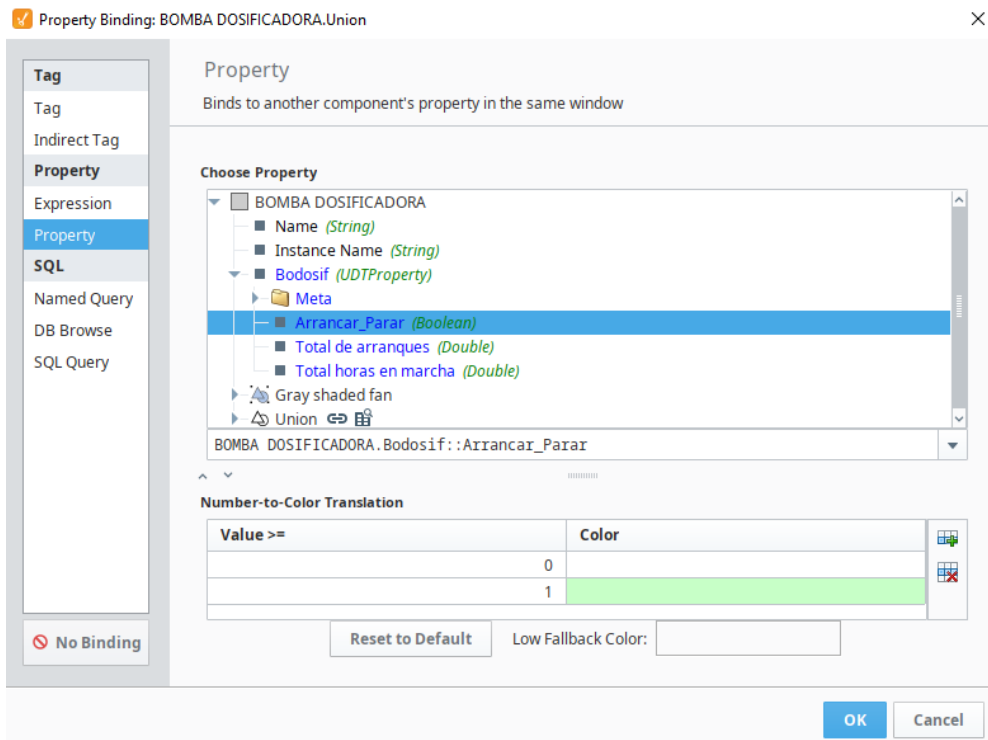 Property Binding: BOMBA DOSIFICADORA.Union
Tag
Tag
Indirect Tag
Property
Expression
Property
SQL
Named Query
DB Browse
SQL Query
No Binding
Property
Binds to another component's property in the same window
Choose Property
BOMBA DOSIFICADORA
Name (String)
Instance Name (String)
Bodosif (UDTProperty)
Meta
Arrancar_Parar (Boolean)
Total de arranques (Double)
Total horas en marcha (Double)
Gray shaded fan
Union
BOMBA DOSIFICADORA.Bodosif::Arrancar_Parar
Number-to-Color Translation
Value >= Color
0
1
Reset to Default Low Fallback Color:
OK Cancel